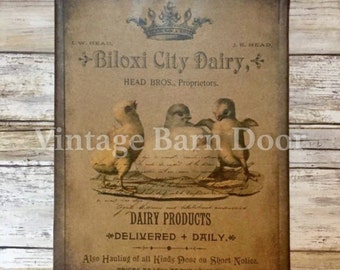 J. W. HEAD, J. E. HEAD,
Biloxi City Dairy,
HEAD BROS., Proprietors.
Vintage Barn Door
DAIRY PRODUCTS
DELIVERED + DAILY,
Also Hauling of all Kinds Done on Short Notice.